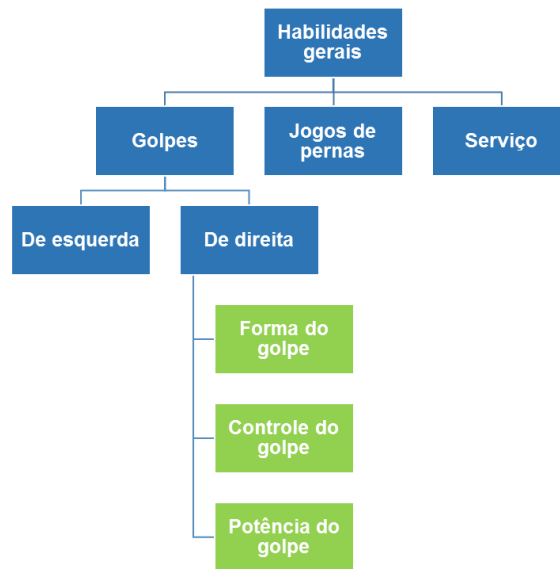 Habilidades
gerais
Golpes
Jogos de
pernas
Serviço
De esquerda
De direita
Forma do
golpe
Controle do
golpe
Potência do
golpe